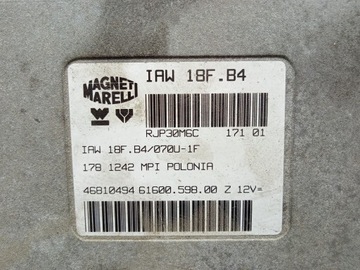 MAGNETI
MARELLI
IAW 18F.B4
RJP30M6C 171 01
IAW 18F.B4/070U-1F
178 1242 MPI POLONIA
46810494 61600.598.00 Z 12V=